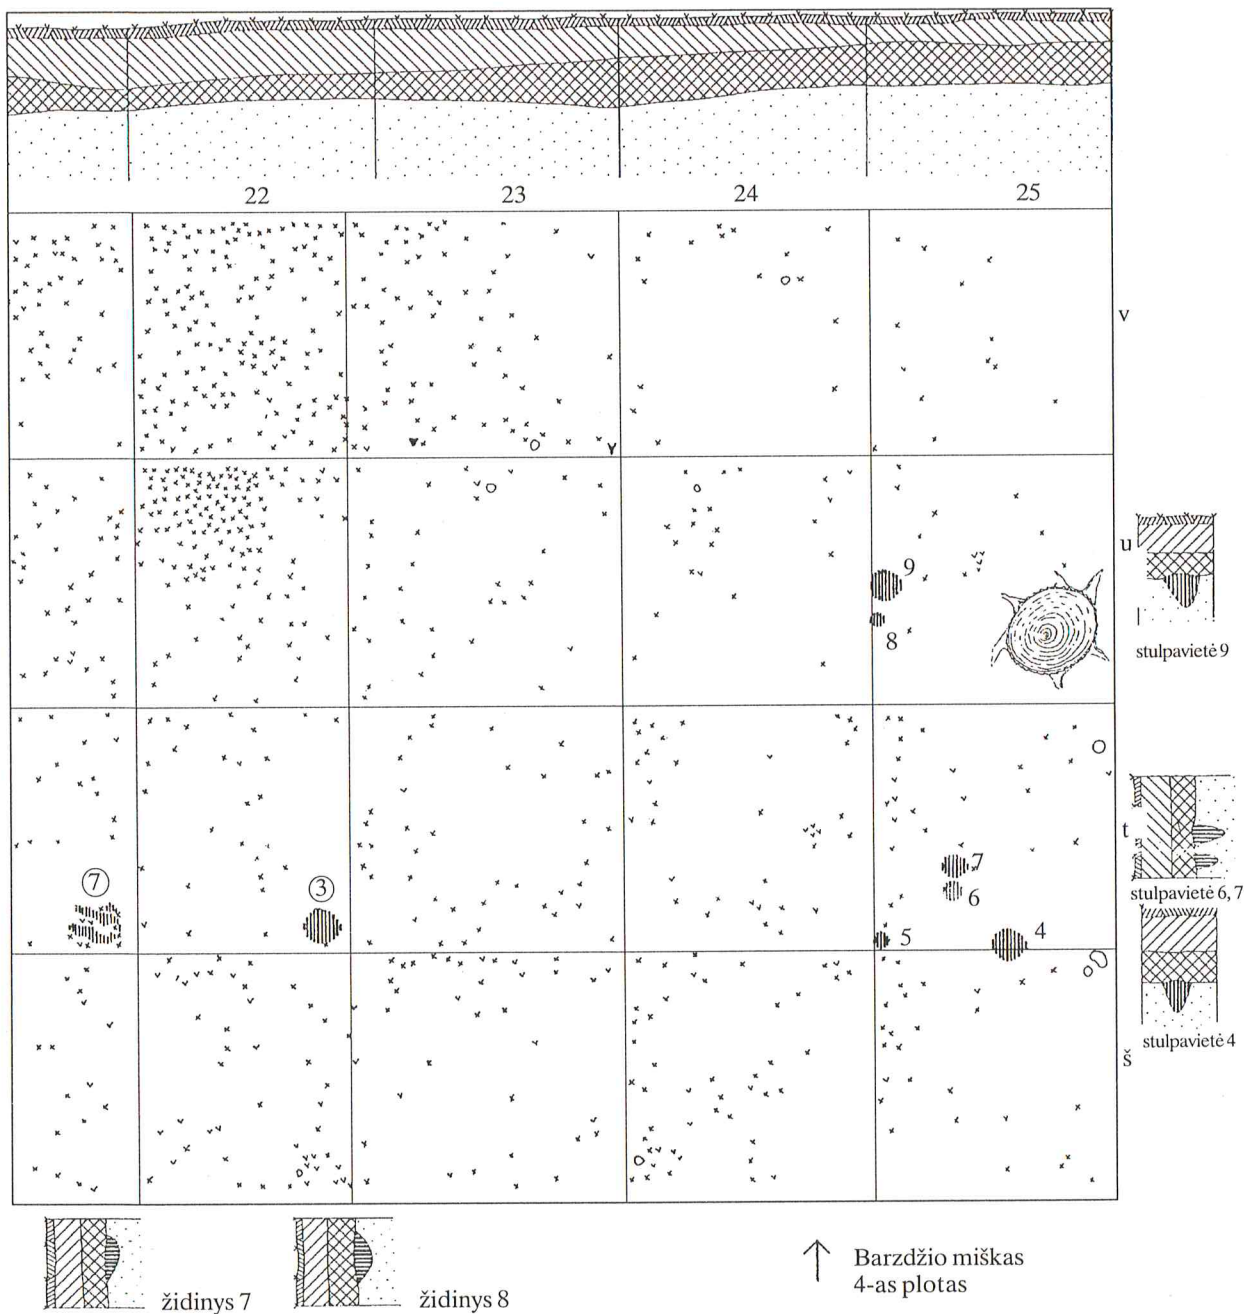 22 23 24 25
v
u
9
8
stulpavietė 9
t
7
6
stulpavietė 6, 7
7
3
5
4
stulpavietė 4
š
židinys 7
židinys 8
Barzdžio miškas
4-as plotas